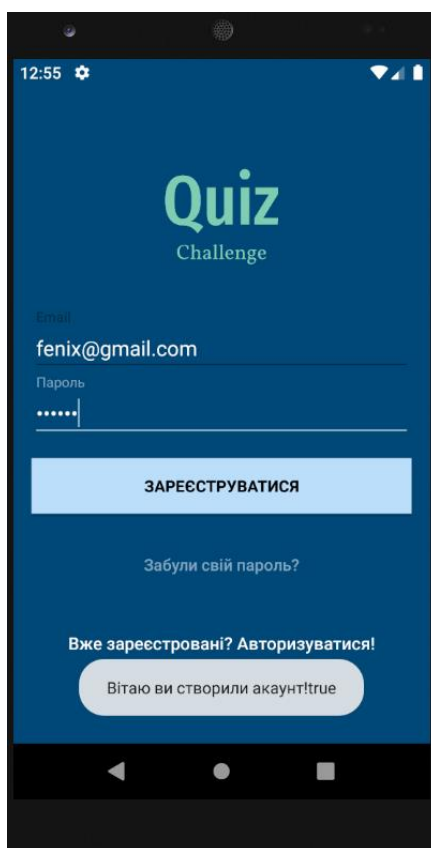 12:55
Quiz
Challenge
Email
fenix@gmail.com
Пароль
••••••
ЗАРЕЄСТРУВАТИСЯ
Забули свій пароль?
Вже зареєстровані? Авторизуватися!
Вітаю ви створили акаунт!true